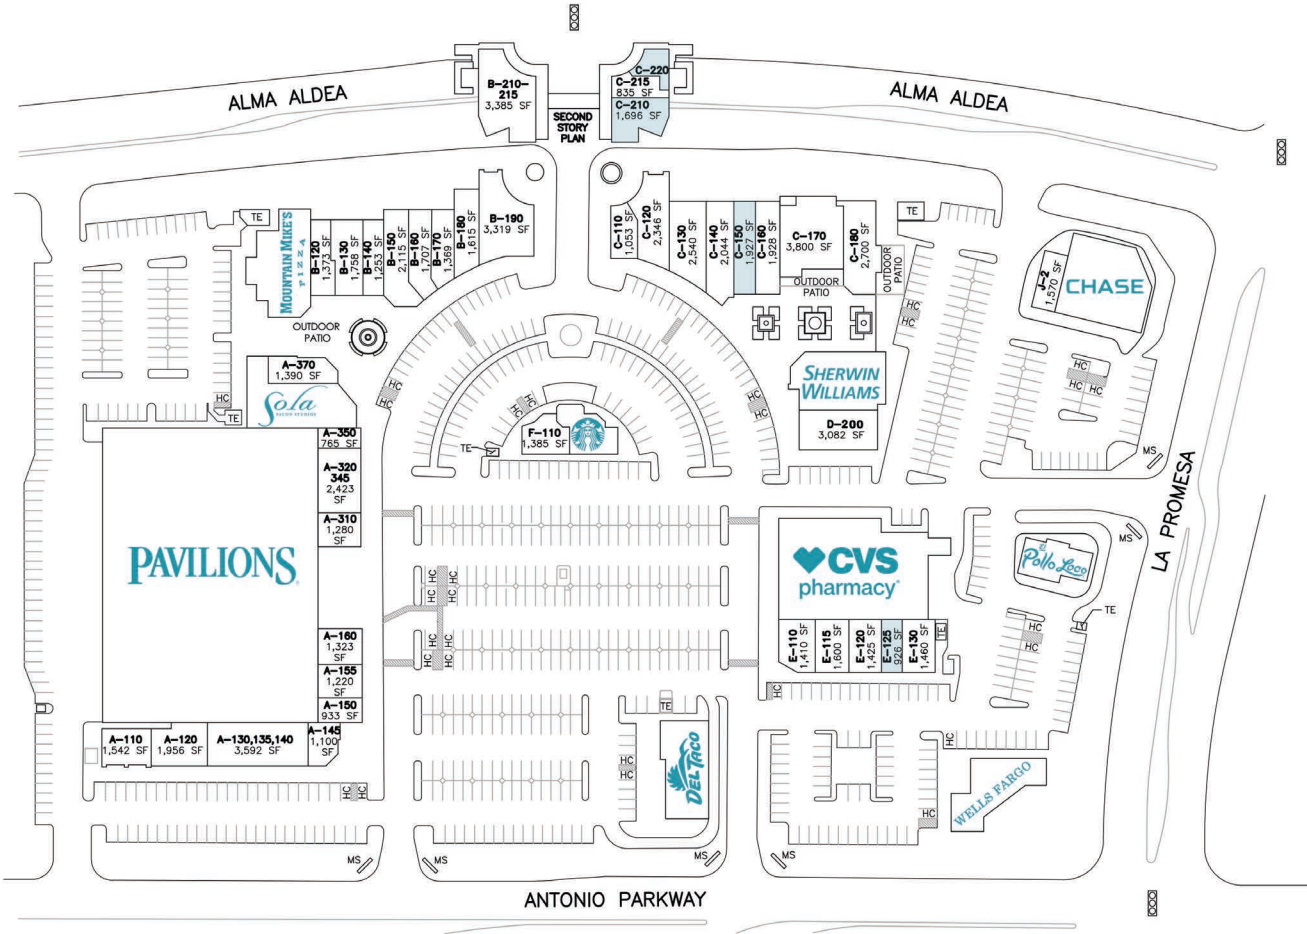 ALMA ALDEA
B-210-
215
3,385 SF
SECOND
STORY
PLAN
C-220
C-215
835 SF
C-210
1,696 SF
ALMA ALDEA
TE
MOUNTAIN MIKE'S
PIZZA
B-120
1,373 SF
B-130
1,758 SF
B-140
1,253 SF
B-150
2,115 SF
B-160
1,707 SF
B-170
1,369 SF
B-180
1,615 SF
B-190
3,319 SF
C-110
1,053 SF
C-120
2,346 SF
C-130
2,540 SF
C-140
2,044 SF
C-150
1,927 SF
C-160
1,928 SF
C-170
3,800 SF
C-180
2,700 SF
TE
OUTDOOR
PATIO
OUTDOOR
PATIO
J-2
1,570 SF
CHASE
HC
HC
OUTDOOR
PATIO
A-370
1,390 SF
Sola
SALON STUDIOS
HC
TE
HC
HC
HC
HC
HC
HC
SHERWIN
WILLIAMS
D-200
3,082 SF
HC
HC HC
F-110
1,385 SF
TE
MS
LA PROMESA
A-350
765 SF
A-320
345
2,423
SF
A-310
1,280
SF
PAVILIONS
CVS
pharmacy
El
Pollo Loco
MS
TE
HC
HC
HC HC
HC HC
HC HC
HC HC
A-160
1,323
SF
A-155
1,220
SF
A-150
933 SF
A-145
1,100
SF
A-110
1,542 SF
A-120
1,956 SF
A-130,135,140
3,592 SF
E-110
1,410 SF
E-115
1,600 SF
E-120
1,425 SF
E-125
926 SF
E-130
1,460 SF
TE
HC
HC
TE
DEL TACO
HC
HC
WELLS FARGO
HC
HC HC
MS
MS
MS
MS
ANTONIO PARKWAY